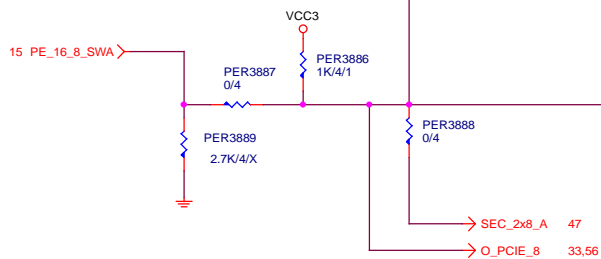 VCC3
15 PE_16_8_SWA
PER3886
1K/4/1
PER3887
0/4
PER3888
0/4
PER3889
2.7K/4/X
SEC_2x8_A 47
O_PCIE_8 33,56